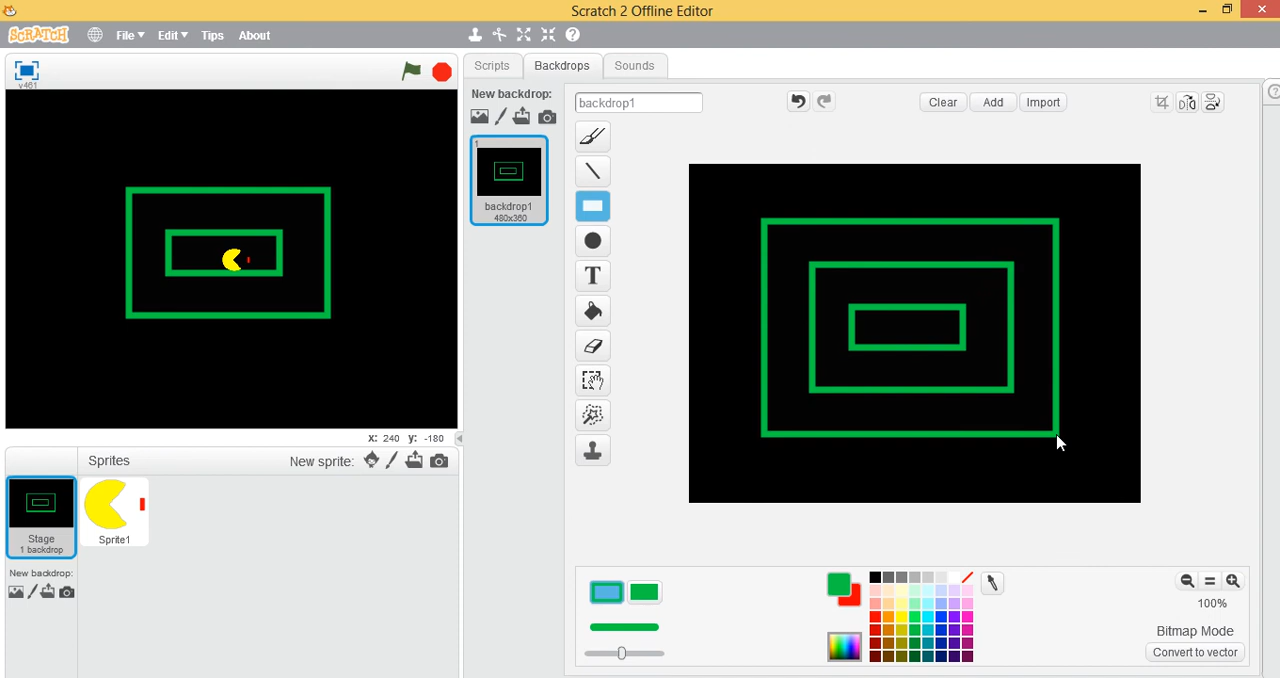 Scratch 2 Offline Editor
SCRATCH File Edit Tips About
v461
Scripts Backdrops Sounds
New backdrop:
1
backdrop1
480x360
backdrop1
Clear Add Import
T
x: 240 y: -180
Sprites New sprite:
Stage
1 backdrop
Sprite1
New backdrop:
100%
Bitmap Mode
Convert to vector